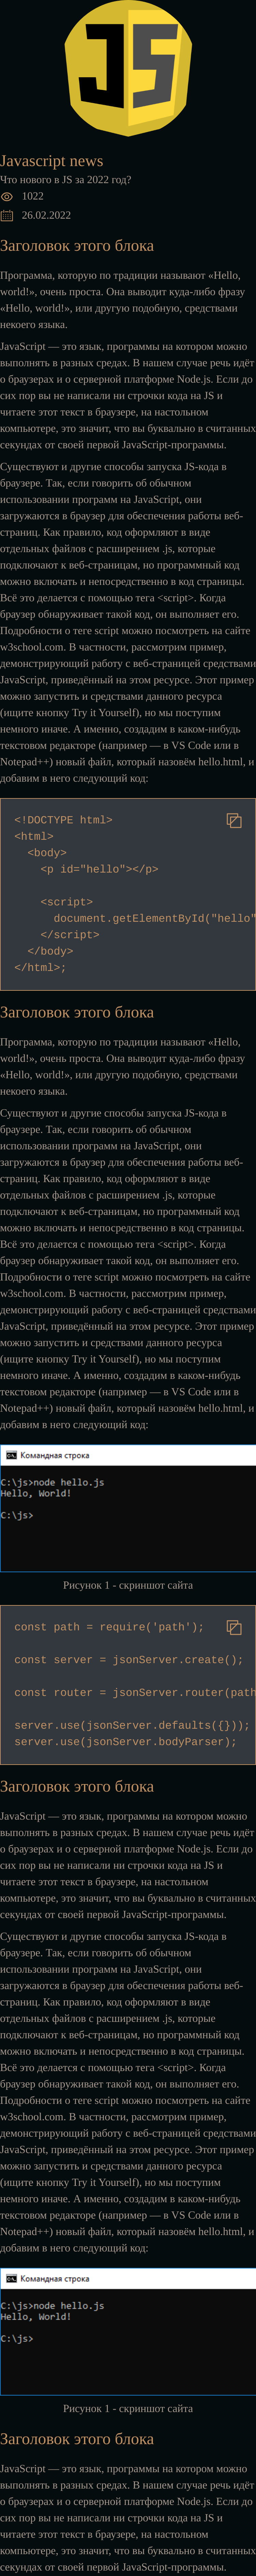 JS
Javascript news
Что нового в JS за 2022 год?
1022
26.02.2022
Заголовок этого блока
Программа, которую по традиции называют «Hello,
world!», очень проста. Она выводит куда-либо фразу
«Hello, world!», или другую подобную, средствами
некоего языка.
JavaScript — это язык, программы на котором можно
выполнять в разных средах. В нашем случае речь идёт
о браузерах и о серверной платформе Node.js. Если до
сих пор вы не написали ни строчки кода на JS и
читаете этот текст в браузере, на настольном
компьютере, это значит, что вы буквально в считанных
секундах от своей первой JavaScript-программы.
Существуют и другие способы запуска JS-кода в
браузере. Так, если говорить об обычном
использовании программ на JavaScript, они
загружаются в браузер для обеспечения работы веб-
страниц. Как правило, код оформляют в виде
отдельных файлов с расширением .js, которые
подключают к веб-страницам, но программный код
можно включать и непосредственно в код страницы.
Всё это делается с помощью тега <script>. Когда
браузер обнаруживает такой код, он выполняет его.
Подробности о теге script можно посмотреть на сайте
w3school.com. В частности, рассмотрим пример,
демонстрирующий работу с веб-страницей средствами
JavaScript, приведённый на этом ресурсе. Этот пример
можно запустить и средствами данного ресурса
(ищите кнопку Try it Yourself), но мы поступим
немного иначе. А именно, создадим в каком-нибудь
текстовом редакторе (например — в VS Code или в
Notepad++) новый файл, который назовём hello.html, и
добавим в него следующий код:
<!DOCTYPE html>
<html>
<body>
<p id="hello"></p>
<script>
document.getElementById("hello"
</script>
</body>
</html>;
Заголовок этого блока
Программа, которую по традиции называют «Hello,
world!», очень проста. Она выводит куда-либо фразу
«Hello, world!», или другую подобную, средствами
некоего языка.
Существуют и другие способы запуска JS-кода в
браузере. Так, если говорить об обычном
использовании программ на JavaScript, они
загружаются в браузер для обеспечения работы веб-
страниц. Как правило, код оформляют в виде
отдельных файлов с расширением .js, которые
подключают к веб-страницам, но программный код
можно включать и непосредственно в код страницы.
Всё это делается с помощью тега <script>. Когда
браузер обнаруживает такой код, он выполняет его.
Подробности о теге script можно посмотреть на сайте
w3school.com. В частности, рассмотрим пример,
демонстрирующий работу с веб-страницей средствами
JavaScript, приведённый на этом ресурсе. Этот пример
можно запустить и средствами данного ресурса
(ищите кнопку Try it Yourself), но мы поступим
немного иначе. А именно, создадим в каком-нибудь
текстовом редакторе (например — в VS Code или в
Notepad++) новый файл, который назовём hello.html, и
добавим в него следующий код:
Командная строка
C:\js>node hello.js
Hello, World!
C:\js>
Рисунок 1 - скриншот сайта
const path = require('path');
const server = jsonServer.create();
const router = jsonServer.router(path
server.use(jsonServer.defaults({}));
server.use(jsonServer.bodyParser);
Заголовок этого блока
JavaScript — это язык, программы на котором можно
выполнять в разных средах. В нашем случае речь идёт
о браузерах и о серверной платформе Node.js. Если до
сих пор вы не написали ни строчки кода на JS и
читаете этот текст в браузере, на настольном
компьютере, это значит, что вы буквально в считанных
секундах от своей первой JavaScript-программы.
Существуют и другие способы запуска JS-кода в
браузере. Так, если говорить об обычном
использовании программ на JavaScript, они
загружаются в браузер для обеспечения работы веб-
страниц. Как правило, код оформляют в виде
отдельных файлов с расширением .js, которые
подключают к веб-страницам, но программный код
можно включать и непосредственно в код страницы.
Всё это делается с помощью тега <script>. Когда
браузер обнаруживает такой код, он выполняет его.
Подробности о теге script можно посмотреть на сайте
w3school.com. В частности, рассмотрим пример,
демонстрирующий работу с веб-страницей средствами
JavaScript, приведённый на этом ресурсе. Этот пример
можно запустить и средствами данного ресурса
(ищите кнопку Try it Yourself), но мы поступим
немного иначе. А именно, создадим в каком-нибудь
текстовом редакторе (например — в VS Code или в
Notepad++) новый файл, который назовём hello.html, и
добавим в него следующий код:
Командная строка
C:\js>node hello.js
Hello, World!
C:\js>
Рисунок 1 - скриншот сайта
Заголовок этого блока
JavaScript — это язык, программы на котором можно
выполнять в разных средах. В нашем случае речь идёт
о браузерах и о серверной платформе Node.js. Если до
сих пор вы не написали ни строчки кода на JS и
читаете этот текст в браузере, на настольном
компьютере, это значит, что вы буквально в считанных
секундах от своей первой JavaScript-программы.